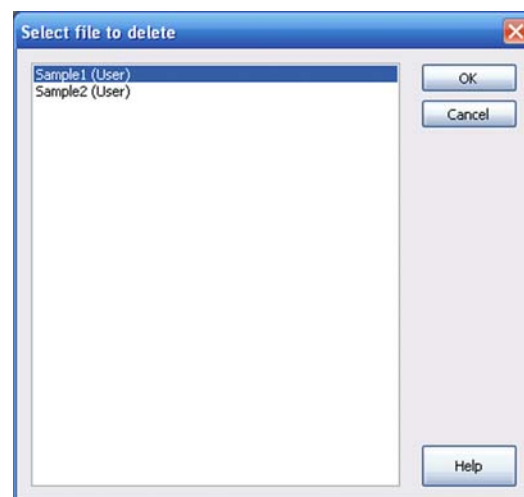 Select file to delete
Sample1 (User)
Sample2 (User)
OK
Cancel
Help